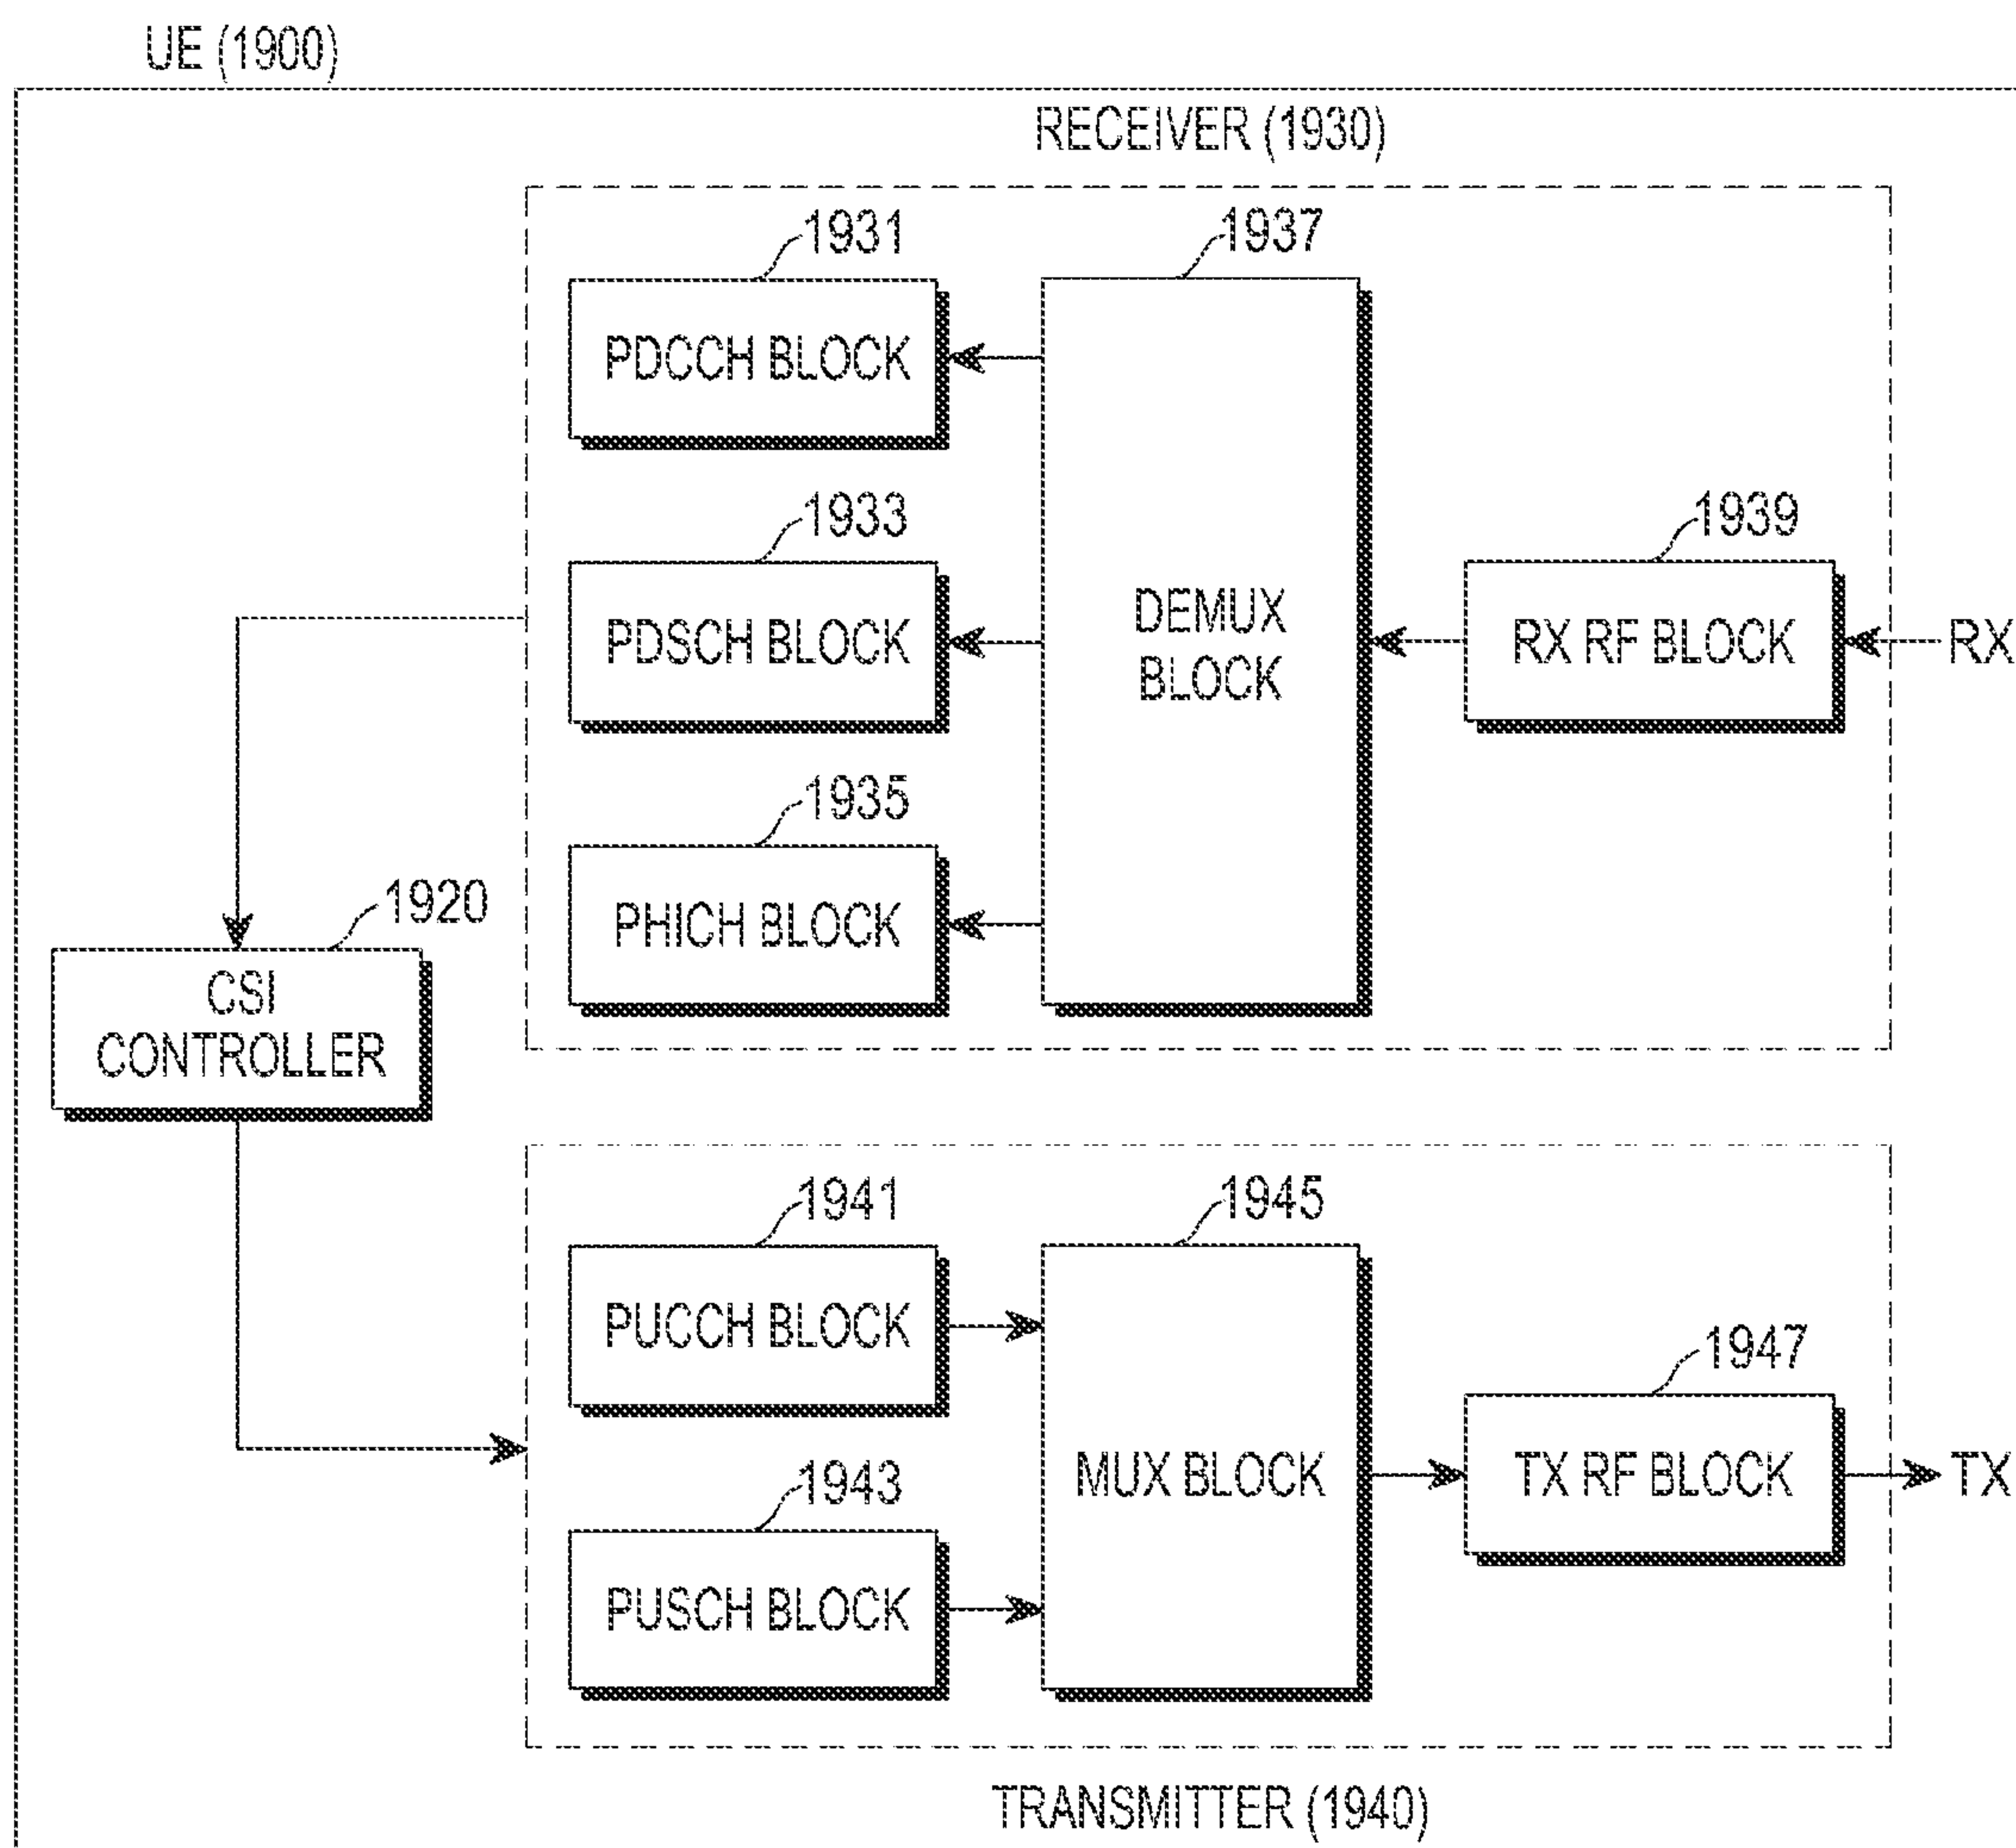 UE (1900)
RECEIVER (1930)
1931
1937
PDCCH BLOCK
1933
1939
PDSCH BLOCK
DEMUX
BLOCK
RX RF BLOCK
RX
1935
PHICH BLOCK
1920
CSI
CONTROLLER
1941
1945
PUCCH BLOCK
1947
MUX BLOCK
TX RF BLOCK
TX
1943
PUSCH BLOCK
TRANSMITTER (1940)